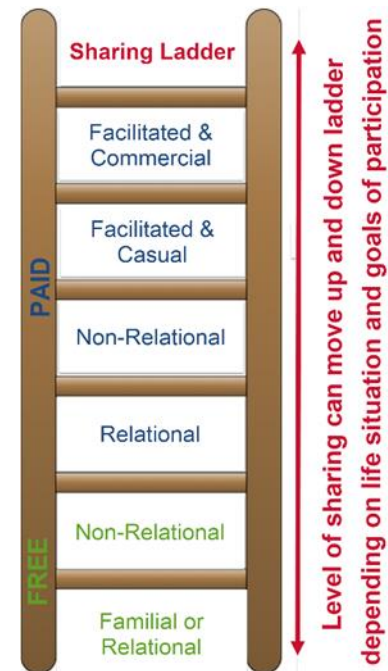 Sharing Ladder
Facilitated &
Commercial
Facilitated &
Casual
Non-Relational
Relational
Non-Relational
Familial or
Relational
PAID
FREE
Level of sharing can move up and down ladder
depending on life situation and goals of participation